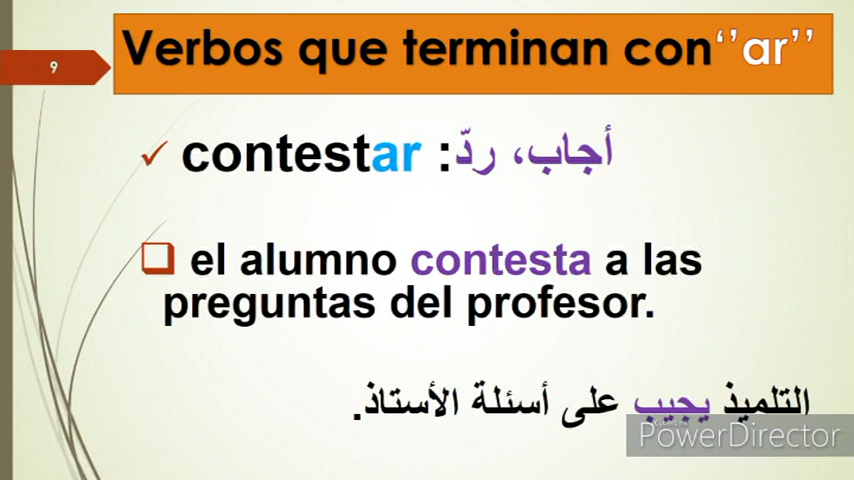 Verbos que terminan con‘’ar’’
9
contestar :أجاب، ردّ
el alumno contesta a las
preguntas del profesor.
التلميذ يجيب على أسئلة الأستاذ.
PowerDirector